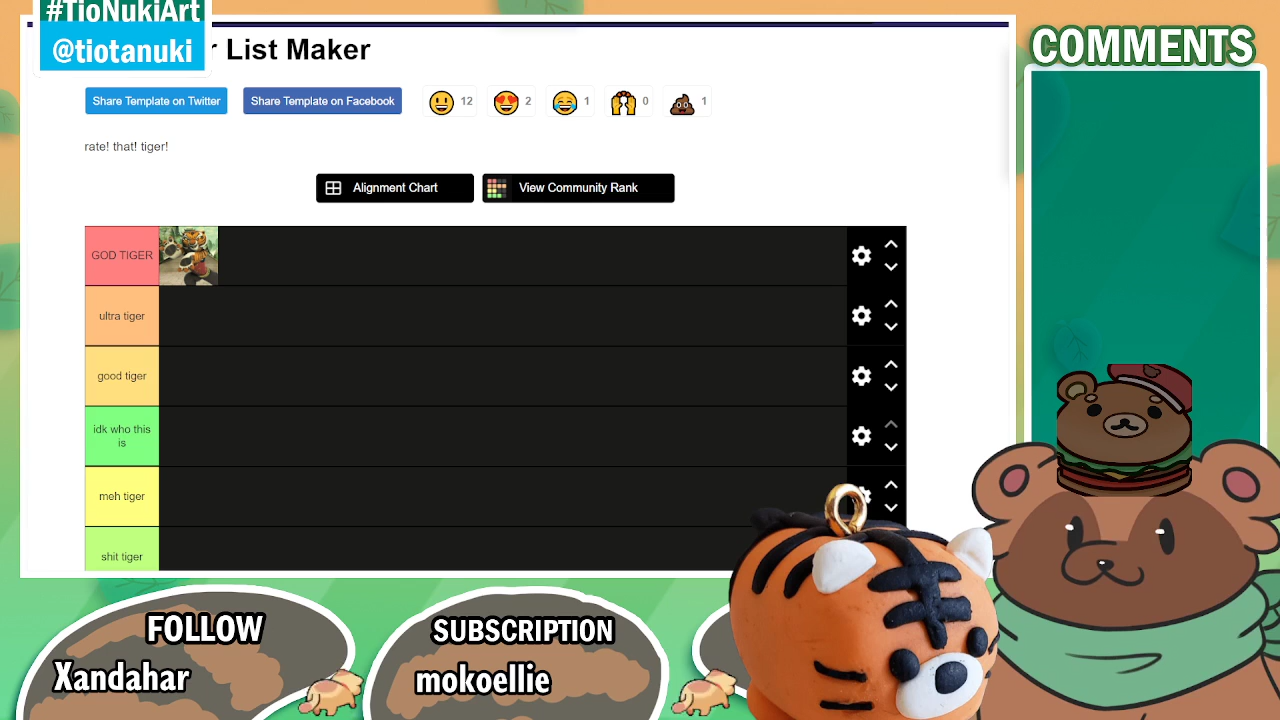 #TioNukiArt
@tiotanuki
List Maker
COMMENTS
Share Template on Twitter
Share Template on Facebook
12
2
1
0
1
rate! that! tiger!
Alignment Chart
View Community Rank
GOD TIGER
ultra tiger
good tiger
idk who this
is
meh tiger
shit tiger
FOLLOW
Xandahar
SUBSCRIPTION
mokoellie